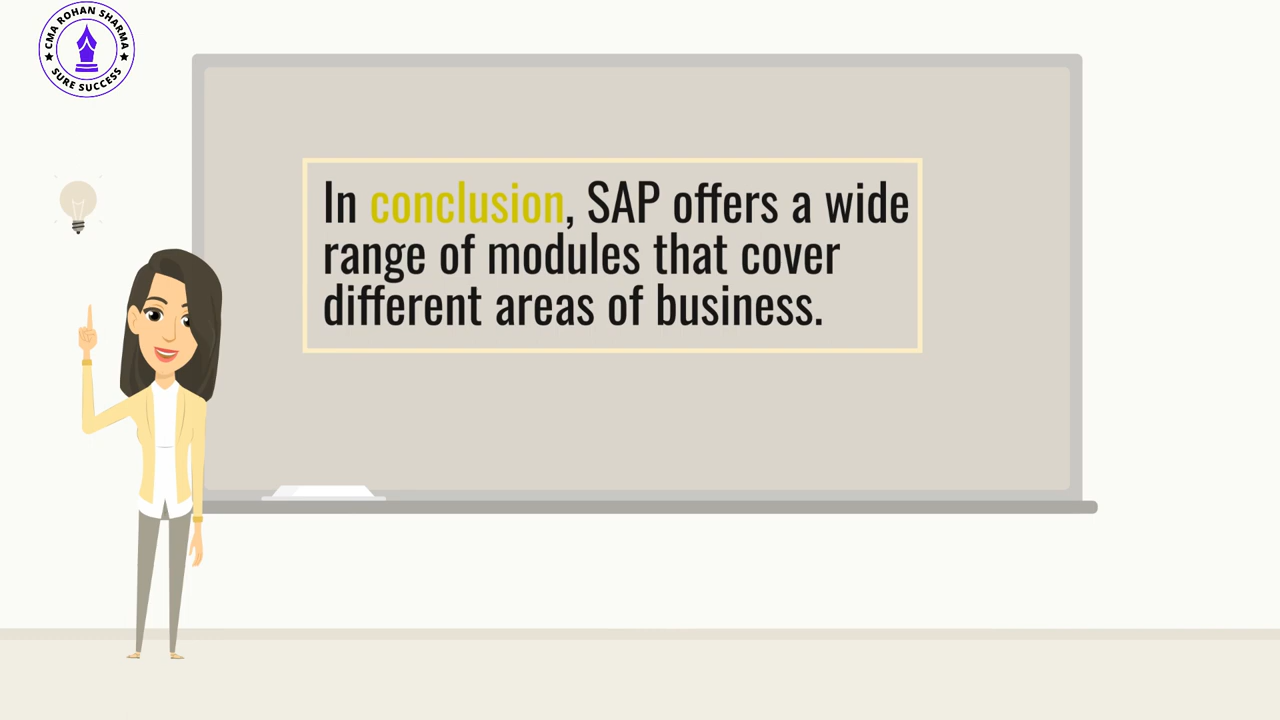 CMA ROHAN SHARMA
SURE SUCCESS
In conclusion, SAP offers a wide
range of modules that cover
different areas of business.